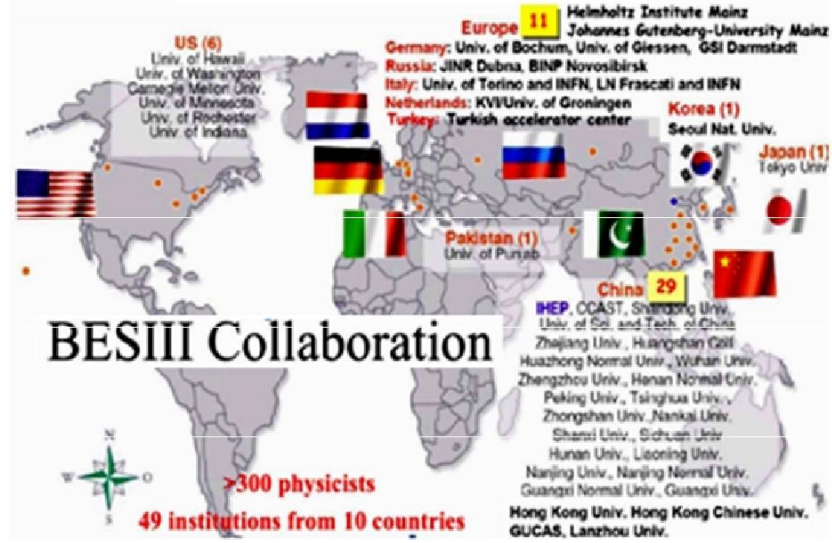 US (6)
Univ. of Hawaii
Univ. of Washington
Carnegie Mellon Univ.
Univ. of Minnesota
Univ. of Rochester
Univ. of Indiana
Europe 11
Helmholtz Institute Mainz
Johannes Gutenberg-University Mainz
Germany: Univ. of Bochum, Univ. of Giessen, GSI Darmstadt
Russia: JINR Dubna, BINP Novosibirsk
Italy: Univ. of Torino and INFN, LN Frascati and INFN
Netherlands: KVI/Univ. of Groningen
Turkey: Turkish accelerator center
Korea (1)
Seoul Nat. Univ.
Japan (1)
Tokyo Univ
Pakistan (1)
Univ. of Punjab
China 29
IHEP, CCAST, Shandong Univ.
Univ. of Sci. and Tech. of China
Zhejiang Univ., Huangshan Coll
Huazhong Normal Univ., Wuhan Univ.
Zhengzhou Univ., Henan Normal Univ.
Peking Univ., Tsinghua Univ.
Zhongshan Univ.,Nankai Univ.
Shanxi Univ., Sichuan Univ
Hunan Univ., Liaoning Univ.
Nanjing Univ., Nanjing Normal Univ.
Guangxi Normal Univ., Guangxi Univ.
Hong Kong Univ. Hong Kong Chinese Univ.
GUCAS, Lanzhou Univ.
BESIII Collaboration
N
W O
S
>300 physicists
49 institutions from 10 countries